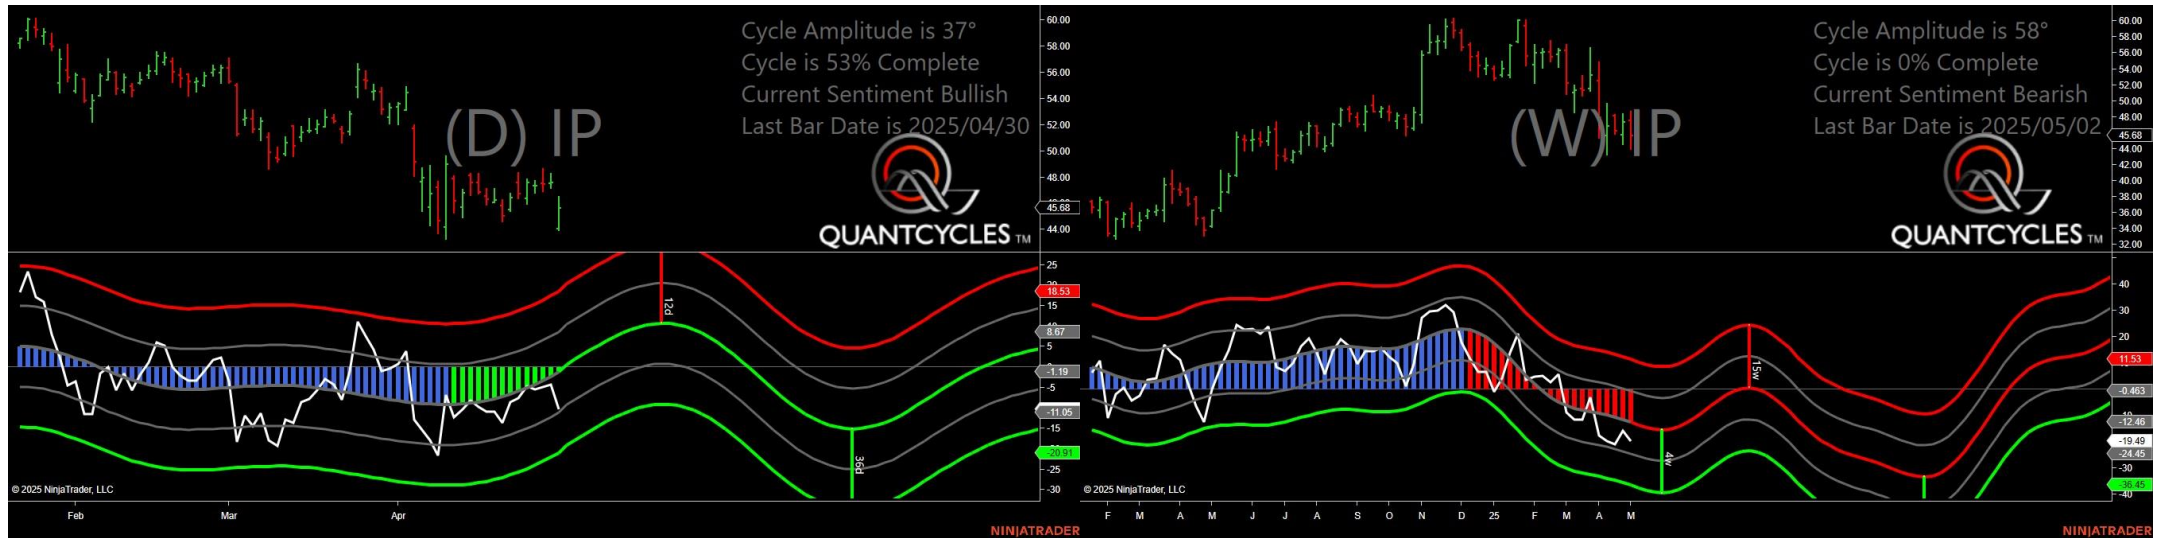 Cycle Amplitude is 37°
Cycle is 53% Complete
Current Sentiment Bullish
Last Bar Date is 2025/04/30
(D) IP
QUANTCYCLES TM
60.00
58.00
56.00
54.00
52.00
50.00
48.00
45.68
44.00
25
18.53
15
8.67
5
-1.19
-5
-11.05
-15
-20.91
-25
-30
12d
36d
© 2025 NinjaTrader, LLC
Feb Mar Apr
NINJATRADER
Cycle Amplitude is 58°
Cycle is 0% Complete
Current Sentiment Bearish
Last Bar Date is 2025/05/02
(W) IP
QUANTCYCLES TM
60.00
58.00
56.00
54.00
52.00
50.00
48.00
45.68
44.00
42.00
40.00
38.00
36.00
34.00
32.00
40
30
20
11.53
-0.463
-12.46
-19.49
-24.45
-30
-36.45
-40
15w
4w
© 2025 NinjaTrader, LLC
F M A M J J A S O N D 25 F M A M
NINJATRADER